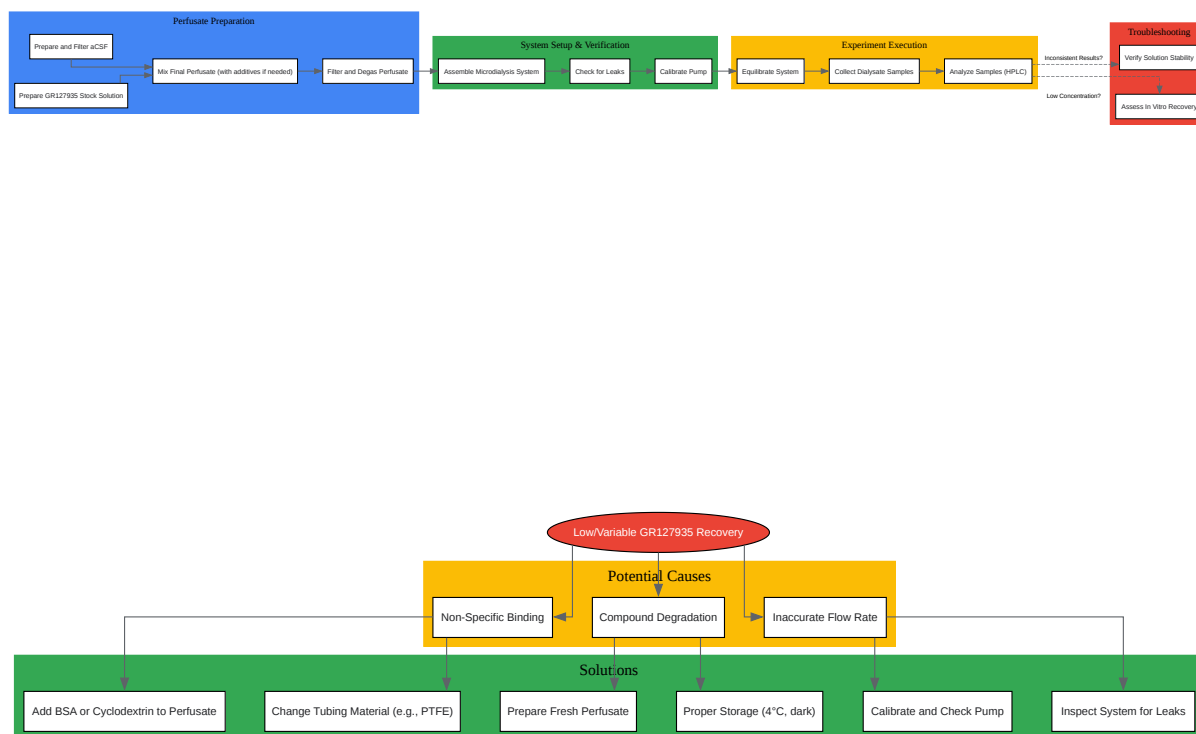 Perfusate Preparation
Prepare and Filter aCSF
Prepare GR127935 Stock Solution
Mix Final Perfusate (with additives if needed)
Filter and Degas Perfusate
System Setup & Verification
Assemble Microdialysis System
Check for Leaks
Calibrate Pump
Experiment Execution
Equilibrate System
Collect Dialysate Samples
Analyze Samples (HPLC)
Inconsistent Results?
Low Concentration?
Troubleshooting
Verify Solution Stability
Assess In Vitro Recovery
Low/Variable GR127935 Recovery
Potential Causes
Non-Specific Binding
Compound Degradation
Inaccurate Flow Rate
Solutions
Add BSA or Cyclodextrin to Perfusate
Change Tubing Material (e.g., PTFE)
Prepare Fresh Perfusate
Proper Storage (4°C, dark)
Calibrate and Check Pump
Inspect System for Leaks